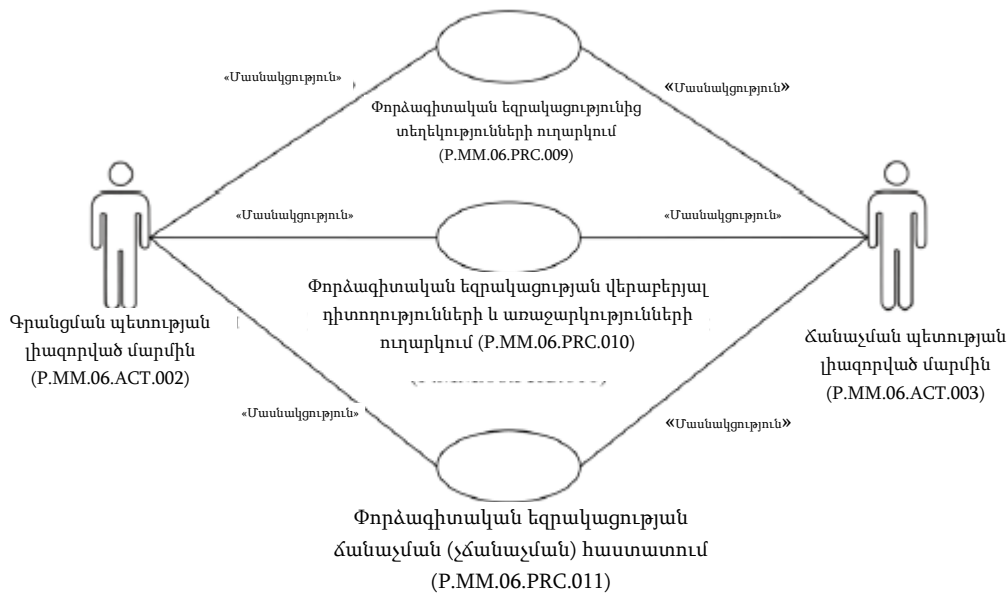 «Մասնակցություն»
«Մասնակցություն»
Փորձագիտական եզրակացությունից
տեղեկությունների ուղարկում
(P.MM.06.PRC.009)
«Մասնակցություն»
«Մասնակցություն»
Փորձագիտական եզրակացության վերաբերյալ
դիտողությունների և առաջարկությունների
ուղարկում (P.MM.06.PRC.010)
Գրանցման պետության
լիազորված մարմին
(P.MM.06.ACT.002)
Ճանաչման պետության
լիազորված մարմին
(P.MM.06.ACT.003)
«Մասնակցություն»
«Մասնակցություն»
Փորձագիտական եզրակացության
ճանաչման (չճանաչման) հաստատում
(P.MM.06.PRC.011)